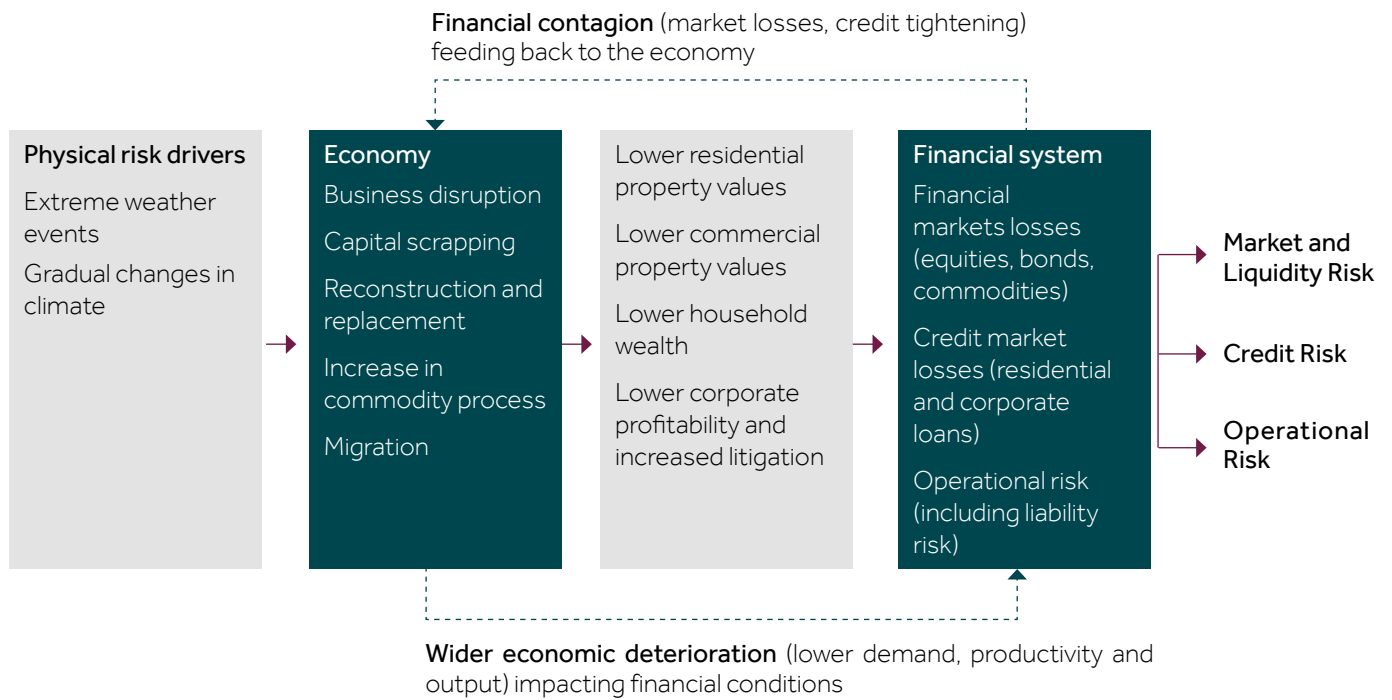 Financial contagion (market losses, credit tightening)
feeding back to the economy
Physical risk drivers
Extreme weather
events
Gradual changes in
climate
Economy
Business disruption
Capital scrapping
Reconstruction and
replacement
Increase in
commodity process
Migration
Lower residential
property values
Lower commercial
property values
Lower household
wealth
Lower corporate
profitability and
increased litigation
Financial system
Financial
markets losses
(equities, bonds,
commodities)
Credit market
losses (residential
and corporate
loans)
Operational risk
(including liability
risk)
Market and
Liquidity Risk
Credit Risk
Operational
Risk
Wider economic deterioration (lower demand, productivity and
output) impacting financial conditions